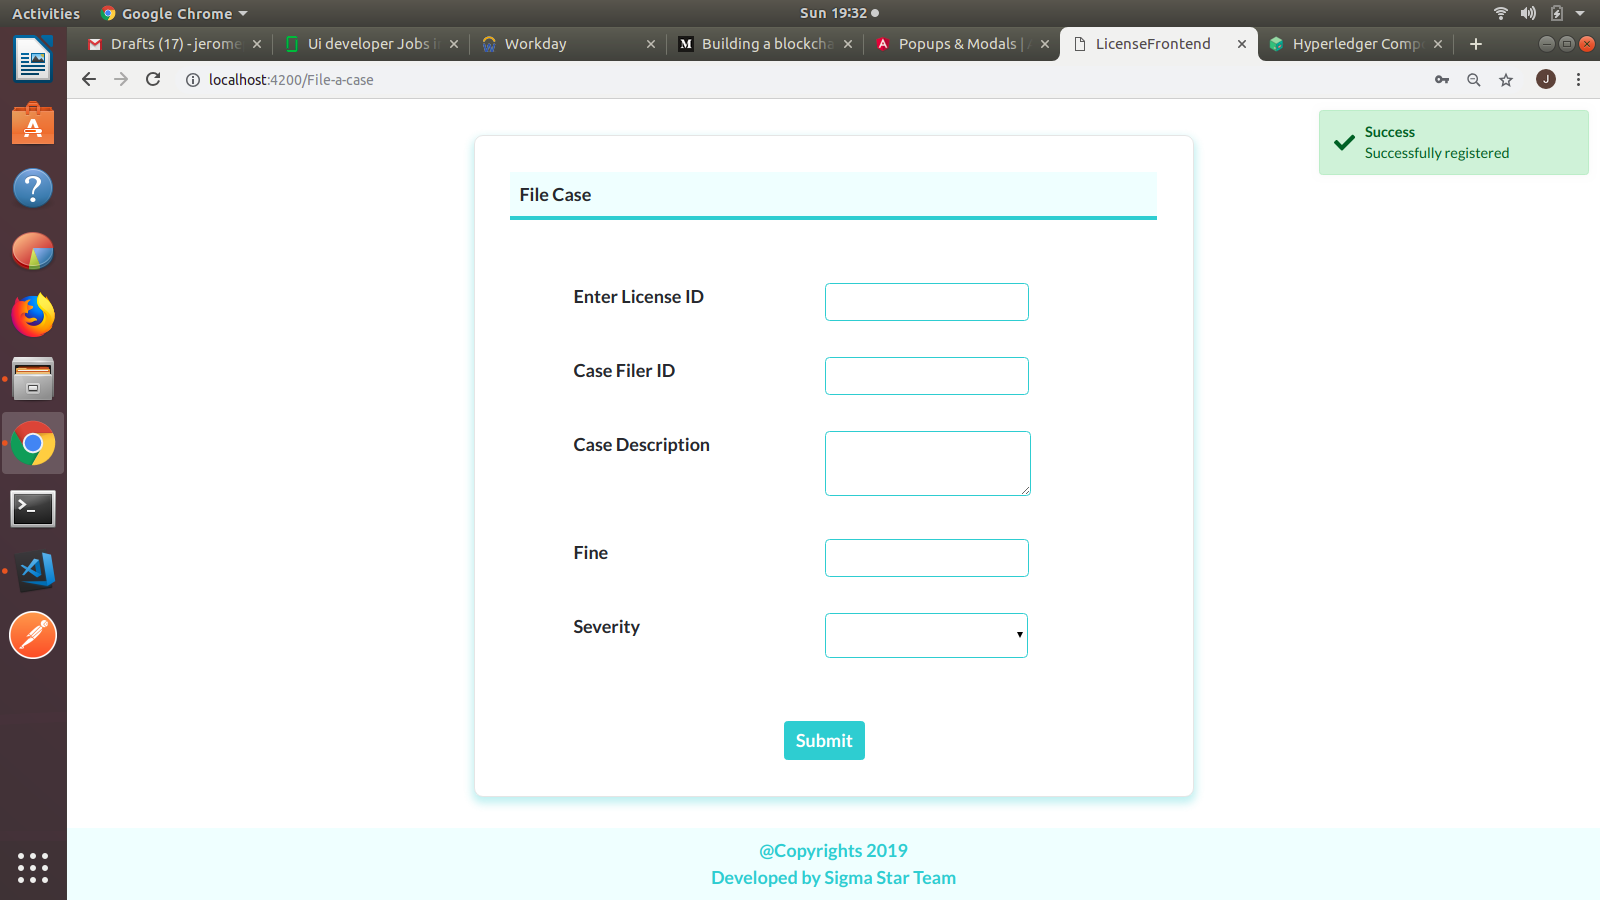 Activities
Google Chrome
Sun 19:32
Drafts (17) - jerome
Ui developer Jobs i
Workday
M
Building a blockcha
Popups & Modals |
LicenseFrontend
Hyperledger Comp
localhost:4200/File-a-case
J
Success
Successfully registered
File Case
Enter License ID
Case Filer ID
Case Description
Fine
Severity
Submit
@Copyrights 2019
Developed by Sigma Star Team